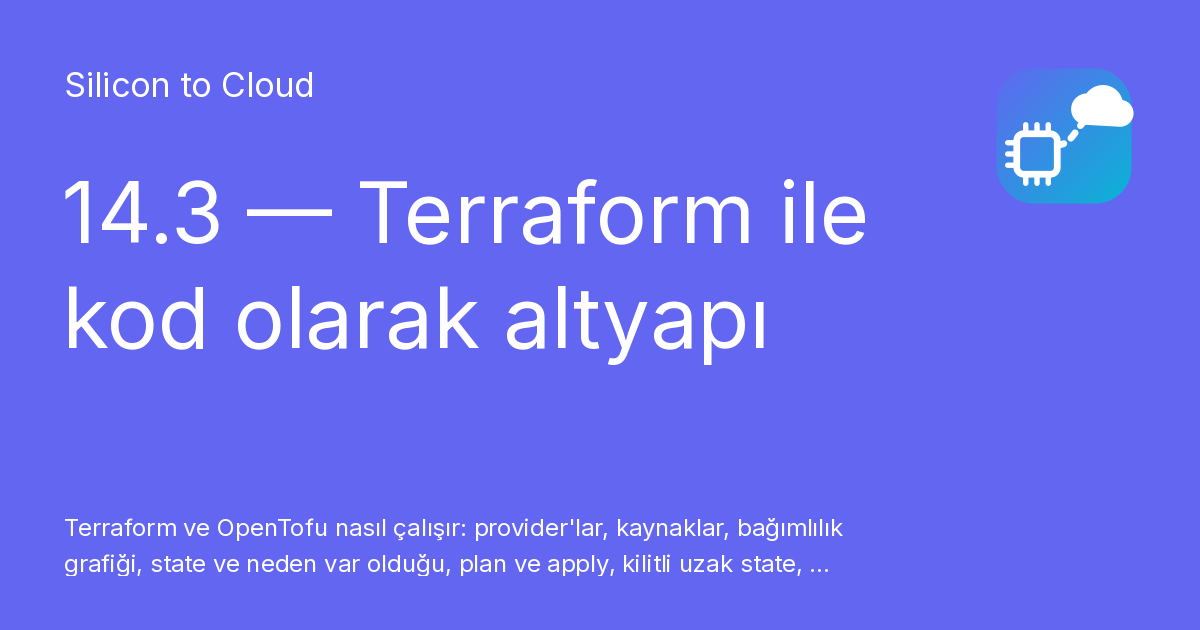 Silicon to Cloud
14.3 — Terraform ile
kod olarak altyapı
Terraform ve OpenTofu nasıl çalışır: provider'lar, kaynaklar, bağımlılık
grafiği, state ve neden var olduğu, plan ve apply, kilitli uzak state, ...